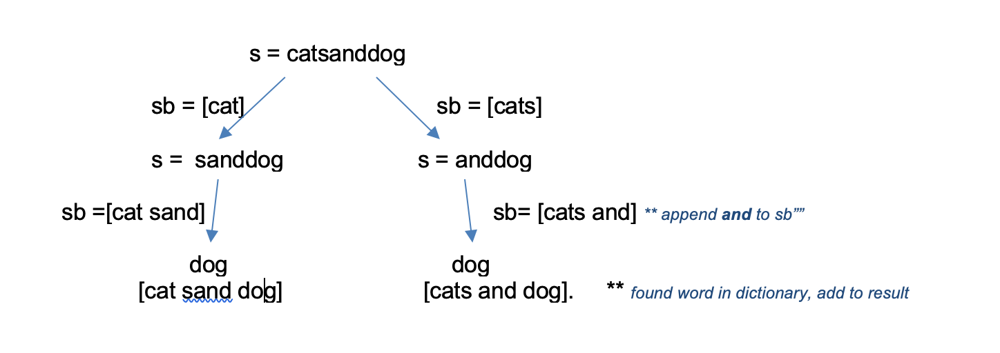 s = catsanddog
sb = [cat]
sb = [cats]
s =  sanddog
s = anddog
sb =[cat sand]
sb= [cats and] ** append and to sb””
dog
dog
[cat sand dog]
[cats and dog].
** found word in dictionary, add to result